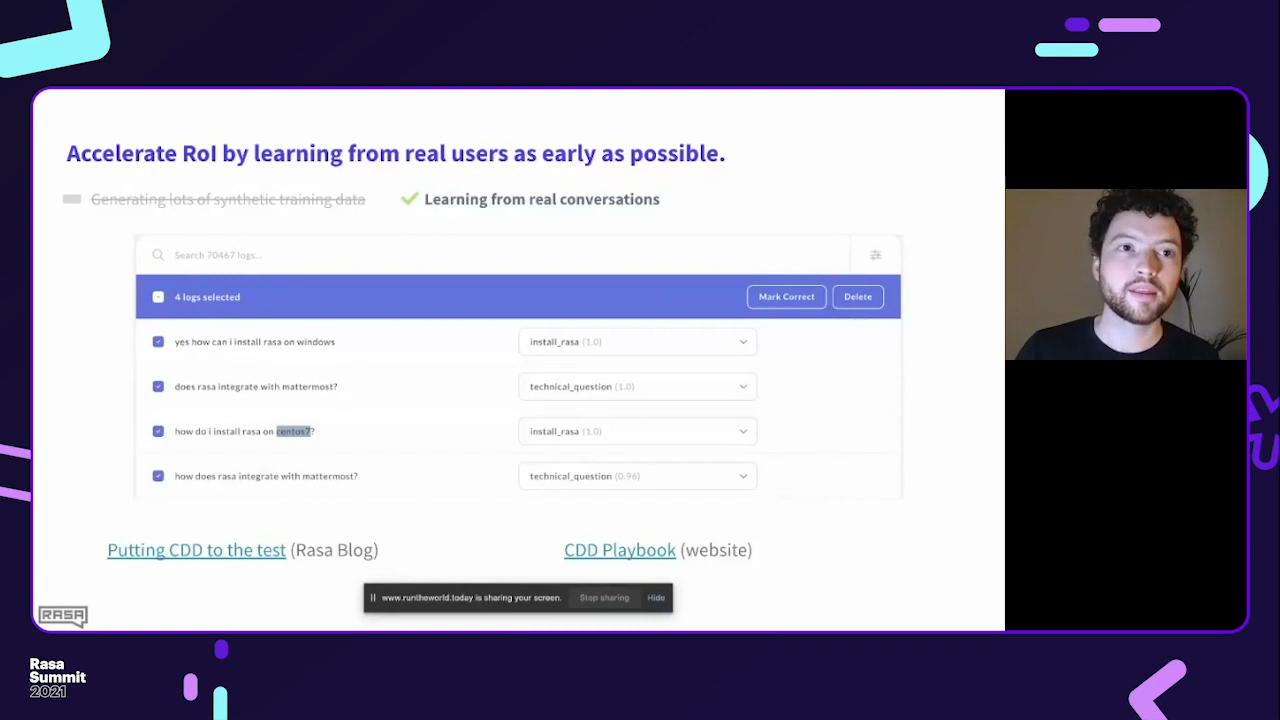 Accelerate RoI by learning from real users as early as possible.
Generating lots of synthetic training data
Learning from real conversations
Search 70467 logs...
4 logs selected
Mark Correct
Delete
yes how can i install rasa on windows
install_rasa (1.0)
does rasa integrate with mattermost?
technical_question (1.0)
how do i install rasa on centos7?
install_rasa (1.0)
how does rasa integrate with mattermost?
technical_question (0.96)
Putting CDD to the test (Rasa Blog)
CDD Playbook (website)
www.runtheworld.today is sharing your screen.
Stop sharing
Hide
RASA
Rasa
Summit
2021